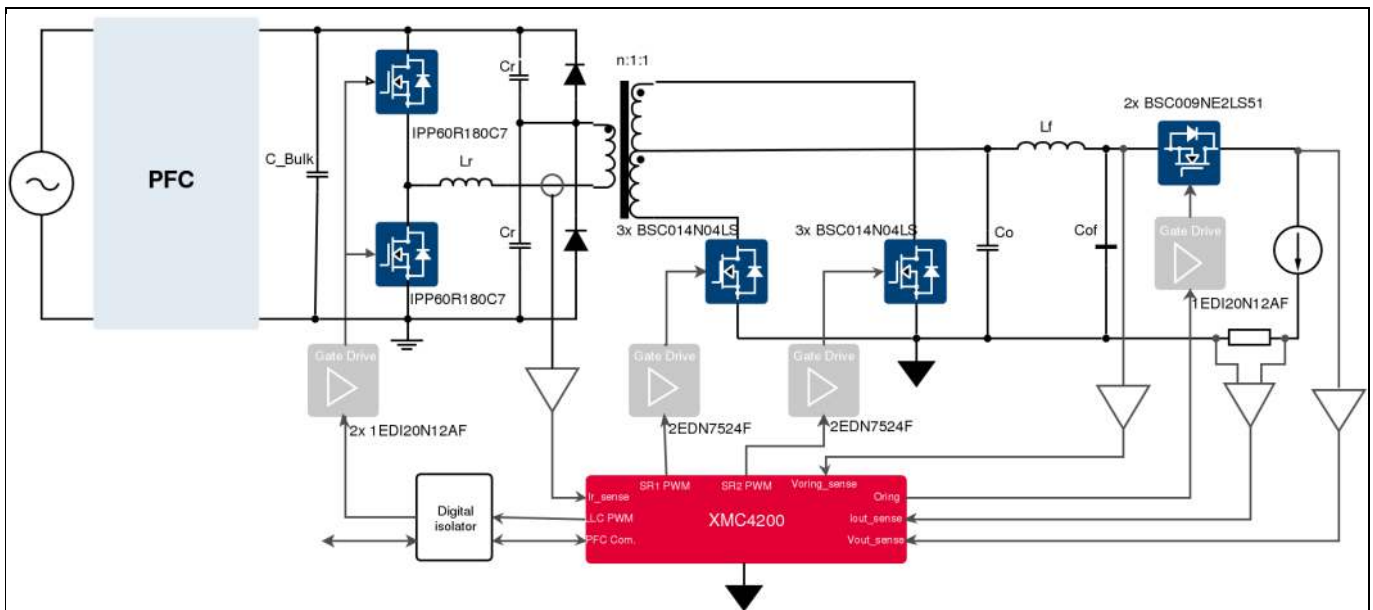 n:1:1
Cr
2x BSC009NE2LS51
IPP60R180C7
PFC
C_Bulk
Lr
Lf
Gate Drive
3x BSC014N04LS
3x BSC014N04LS
Cr
Co
Cof
IPP60R180C7
1EDI20N12AF
Gate Drive
Gate Drive
Gate Drive
2x 1EDI20N12AF
2EDN7524F
2EDN7524F
SR1 PWM
SR2 PWM
Voring_sense
Ir_sense
Oring
Digital
isolator
LLC PWM
XMC4200
Iout_sense
PFC Com.
Vout_sense